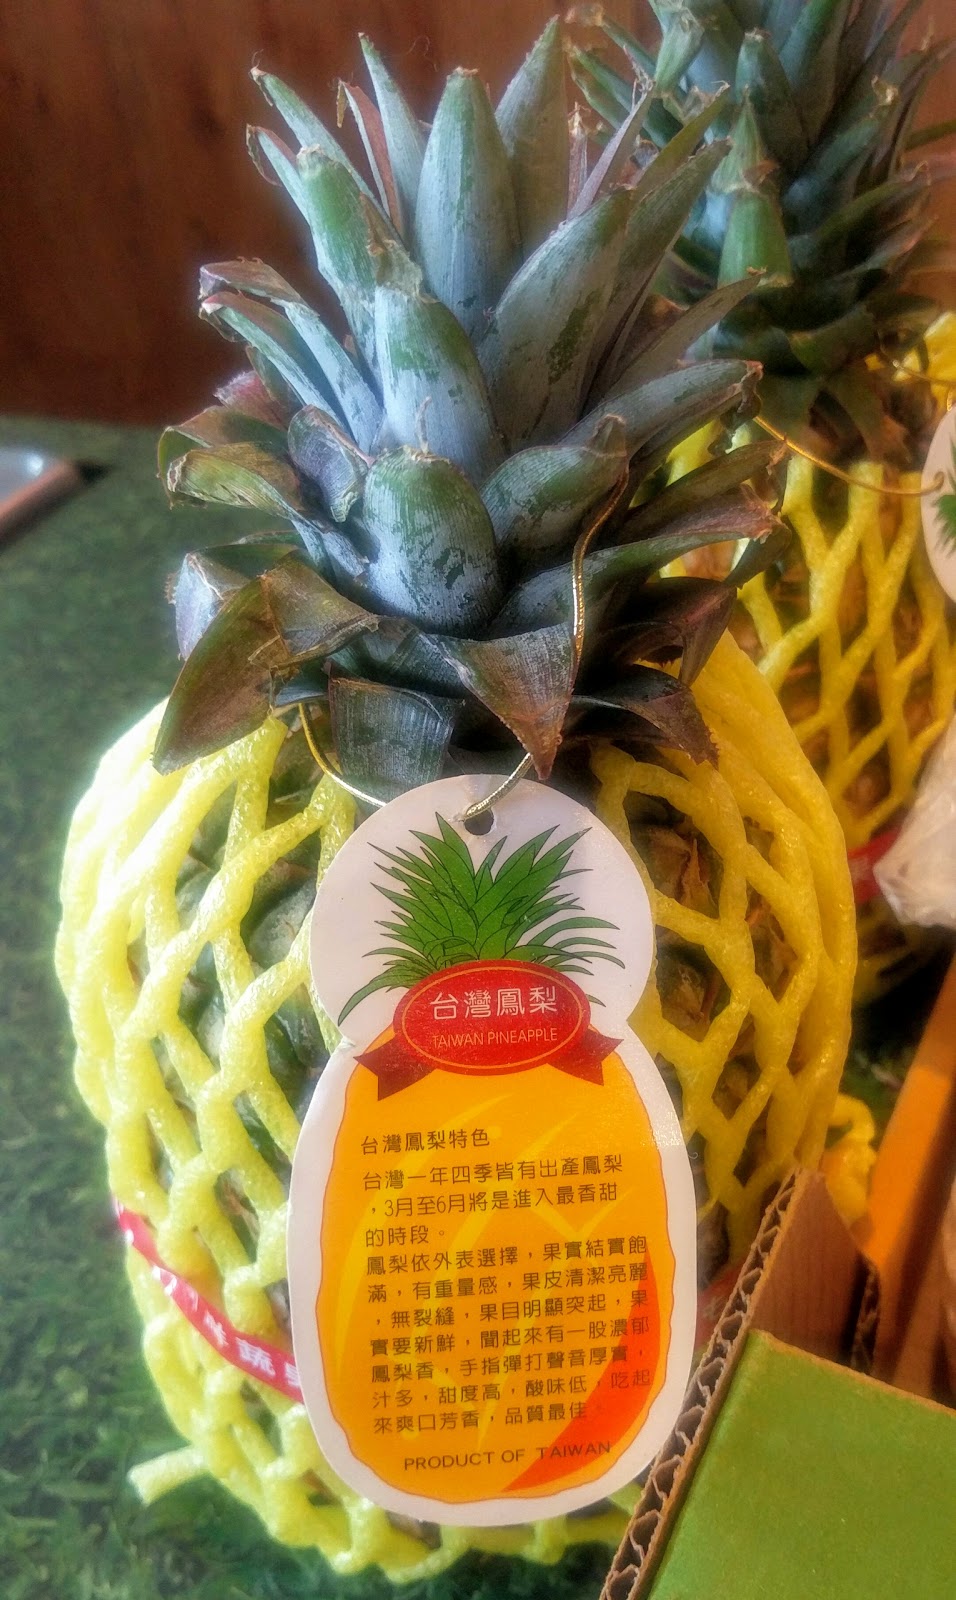 台灣鳳梨
TAIWAN PINEAPPLE
台灣鳳梨特色
台灣一年四季皆有出產鳳梨
，3月至6月將是進入最香甜
的時段。
鳳梨依外表選擇，果實結實飽
滿，有重量感，果皮清潔亮麗
，無裂縫，果目明顯突起，果
實要新鮮，聞起來有一股濃郁
鳳梨香，手指彈打聲音厚實，
汁多，甜度高，酸味低，吃起
來爽口芳香，品質最佳。
PRODUCT OF TAIWAN
蔬